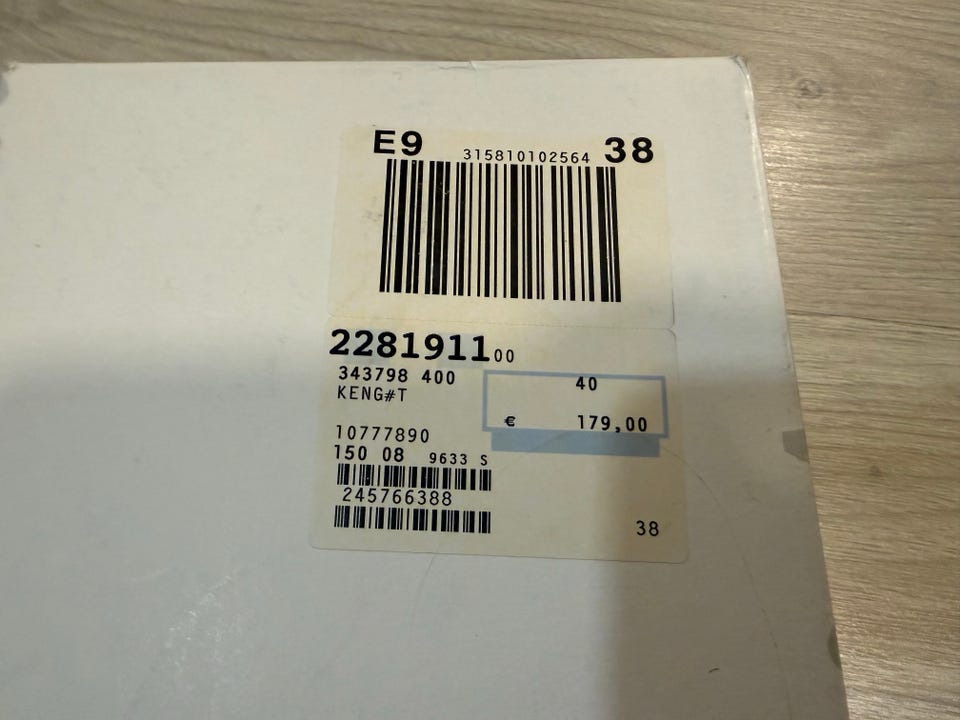 E9 315810102564 38
2281911 00
343798 400 40
KENG#T
€ 179,00
10777890
150 08 9633 S
245766388
38